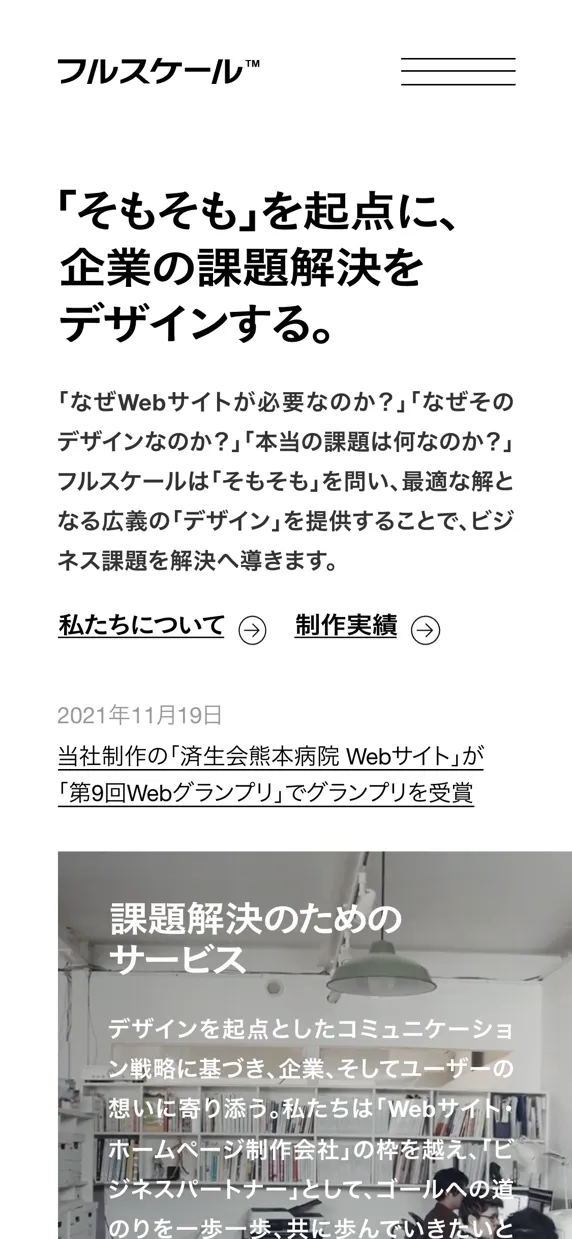 フルスケール™
「そもそも」を起点に、
企業の課題解決を
デザインする。
「なぜWebサイトが必要なのか？」「なぜその
デザインなのか？」「本当の課題は何なのか？」
フルスケールは「そもそも」を問い、最適な解と
なる広義の「デザイン」を提供することで、ビジ
ネス課題を解決へ導きます。
私たちについて 制作実績
2021年11月19日
当社制作の「済生会熊本病院 Webサイト」が
「第9回Webグランプリ」でグランプリを受賞
課題解決のための
サービス
デザインを起点としたコミュニケーショ
ン戦略に基づき、企業、そしてユーザーの
想いに寄り添う。私たちは「Webサイト・
ホームページ制作会社」の枠を越え、「ビ
ジネスパートナー」として、ゴールへの道
のりを一歩一歩、共に歩んでいきたいと